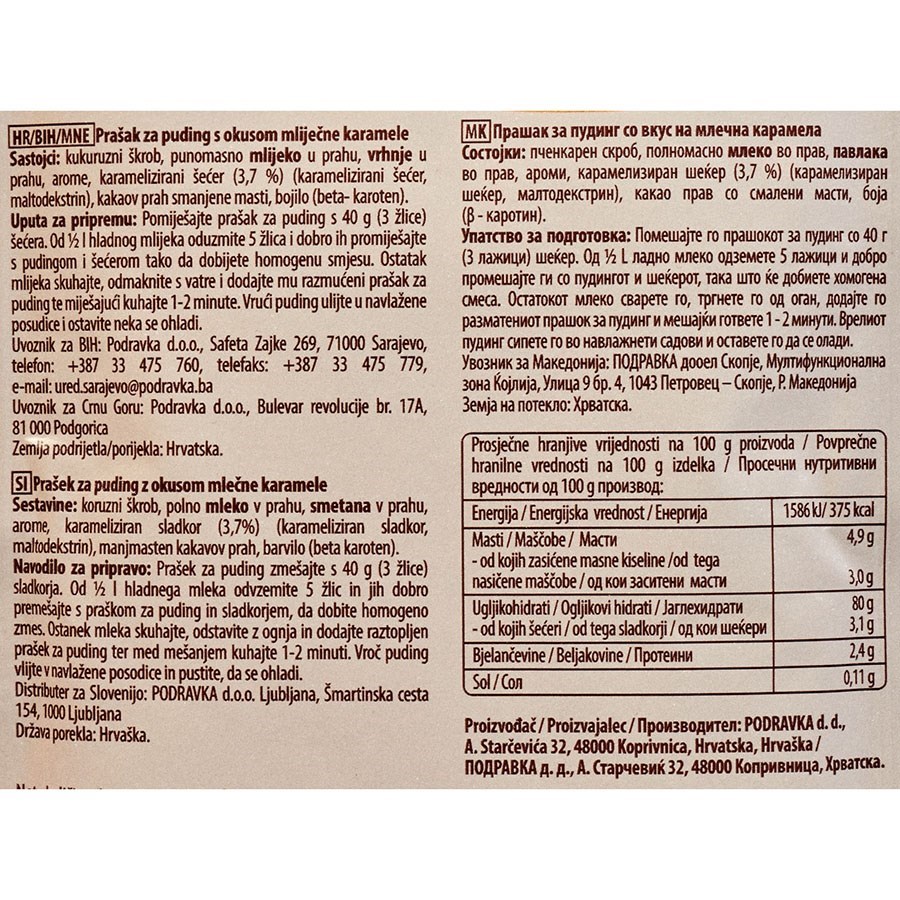 HR/BIH/MNE Prašak za puding s okusom mliječne karamele
Sastojci: kukuruzni škrob, punomasno mlijeko u prahu, vrhnje u
prahu, arome, karamelizirani šećer (3,7 %) (karamelizirani šećer,
maltodekstrin), kakaov prah smanjene masti, bojilo (beta- karoten).
Uputa za pripremu: Pomiješajte prašak za puding s 40 g (3 žlice)
šećera. Od ½ l hladnog mlijeka oduzmite 5 žlica i dobro ih promiješajte
s pudingom i šećerom tako da dobijete homogenu smjesu. Ostatak
mlijeka skuhajte, odmaknite s vatre i dodajte mu razmućeni prašak za
puding te miješajući kuhajte 1-2 minute. Vrući puding ulijte u navlažene
posudice i ostavite neka se ohladi.
Uvoznik za BIH: Podravka d.o.o., Safeta Zajke 269, 71000 Sarajevo,
telefon: +387 33 475 760, telefaks: +387 33 475 779,
e-mail: ured.sarajevo@podravka.ba
Uvoznik za Crnu Goru: Podravka d.o.o., Bulevar revolucije br. 17A,
81 000 Podgorica
Zemlja podrijetla/porijekla: Hrvatska.
SI Prašek za puding z okusom mlečne karamele
Sestavine: koruzni škrob, polno mleko v prahu, smetana v prahu,
arome, karameliziran sladkor (3,7%) (karameliziran sladkor,
maltodekstrin), manjmasten kakavov prah, barvilo (beta karoten).
Navodilo za pripravo: Prašek za puding zmešajte s 40 g (3 žlice)
sladkorja. Od ½ l hladnega mleka odvzemite 5 žlic in jih dobro
premešajte s praškom za puding in sladkorjem, da dobite homogeno
zmes. Ostanek mleka skuhajte, odstavite z ognja in dodajte raztopljen
prašek za puding ter med mešanjem kuhajte 1-2 minuti. Vroč puding
vlijte v navlažene posodice in pustite, da se ohladi.
Distributer za Slovenijo: PODRAVKA d.o.o. Ljubljana, Šmartinska cesta
154, 1000 Ljubljana
Država porekla: Hrvaška.
MK Прашак за пудинг со вкус на млечна карамела
Состојки: пченкарен скроб, полномасно млеко во прав, павлака
во прав, ароми, карамелизиран шеќер (3,7 %) (карамелизиран
шеќер, малтодекстрин), какао прав со смалени масти, боја
(β - каротин).
Упатство за подготовка: Помешајте го прашокот за пудинг со 40 г
(3 лажици) шеќер. Од ½ L ладно млеко одземете 5 лажици и добро
промешајте ги со пудингот и шеќерот, така што ќе добиете хомогена
смеса. Остатокот млеко сварете го, тргнете го од оган, додајте го
разматениот прашок за пудинг и мешајќи гответе 1 - 2 минути. Врелиот
пудинг сипете го во навлажнети садови и оставете го да се олади.
Увозник за Македонија: ПОДРАВКА дооел Скопје, Мултифункционална
зона Којлија, Улица 9 бр. 4, 1043 Петровец – Скопје, Р. Македонија
Земја на потекло: Хрватска.
Prosječne hranjive vrijednosti na 100 g proizvoda / Povprečne
hranilne vrednosti na 100 g izdelka / Просечни нутритивни
вредности од 100 g производ:
Energija / Energijska vrednost / Енергија 1586 kJ/ 375 kcal
Masti / Maščobe / Масти 4,9 g
- od kojih zasićene masne kiseline /od tega
nasičene maščobe / од кои заситени масти 3,0 g
Ugljikohidrati / Ogljikovi hidrati / Јаглехидрати 80 g
- od kojih šećeri / od tega sladkorji / од кои шеќери 3,1 g
Bjelančevine / Beljakovine / Протеини 2,4 g
Sol / Сол 0,11 g
Proizvođač / Proizvajalec / Производител: PODRAVKA d. d.,
A. Starčevića 32, 48000 Koprivnica, Hrvatska, Hrvaška /
ПОДРАВКА д. д., А. Старчевиќ 32, 48000 Копривница, Хрватска.